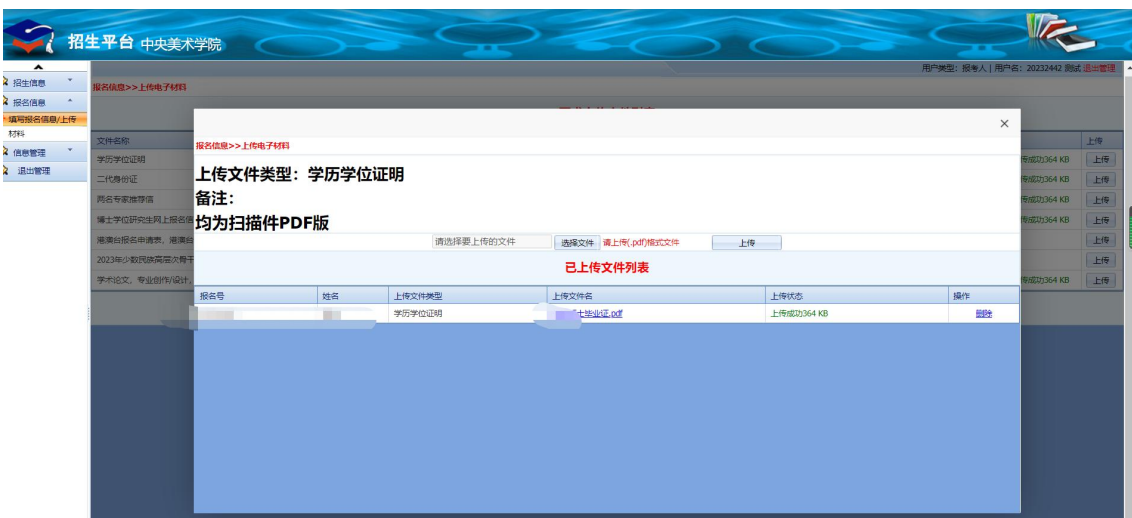 招生平台 中央美术学院
用户类型：报考人 | 用户名：20232442 测试 退出管理
招生信息
报名信息>>上传电子材料
报名信息
填写报名信息/上传
材料
信息管理
退出管理
文件名称
上传
学历学位证明
传成功364 KB
上传
二代身份证
传成功364 KB
上传
两名专家推荐信
传成功364 KB
上传
博士学位研究生网上报名信
传成功364 KB
上传
港澳台报名申请表、港澳台
上传
2023年少数民族高层次骨干
上传
学术论文，专业创作/设计，
传成功364 KB
上传
×
报名信息>>上传电子材料
上传文件类型：学历学位证明
备注：
均为扫描件PDF版
请选择要上传的文件 选择文件 请上传(.pdf)格式文件 上传
已上传文件列表
报名号 姓名 上传文件类型 上传文件名 上传状态 操作
学历学位证明 士毕业证.pdf 上传成功364 KB 删除